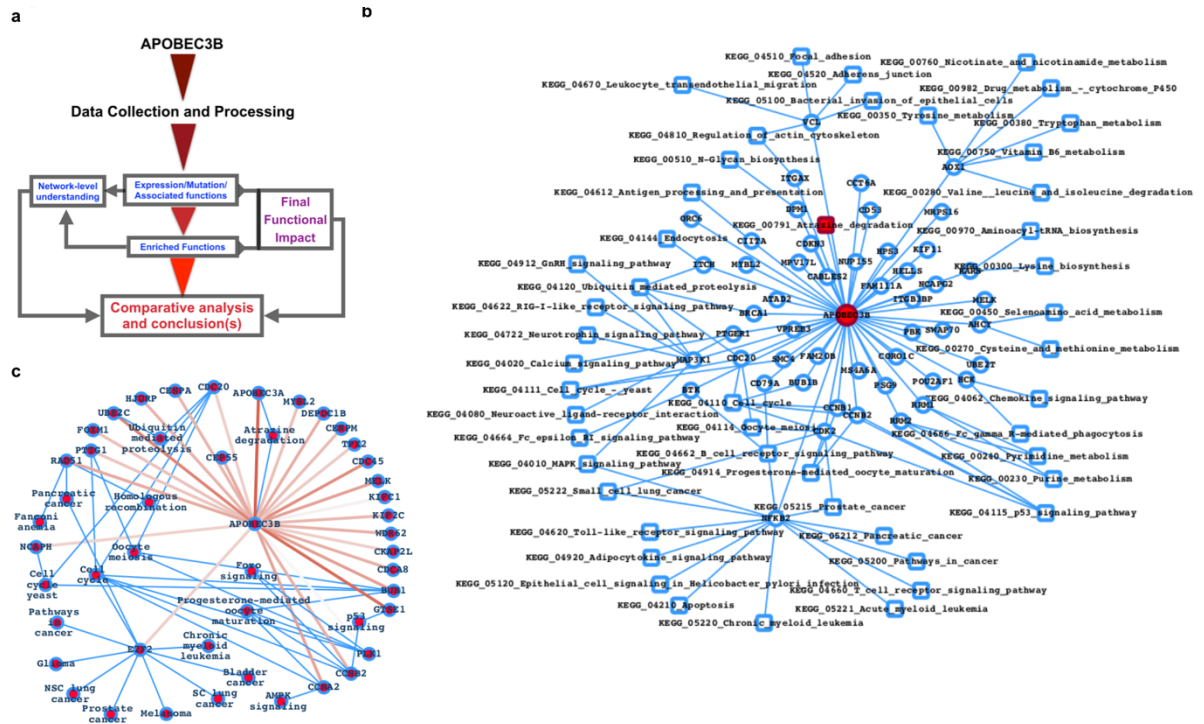 a
APOBEC3B
Data Collection and Processing
Network-level
understanding
Expression/Mutation/
Associated functions
Enriched Functions
Final
Functional
Impact
Comparative analysis
and conclusion(s)
b
KEGG_04510_Focal_adhesion
KEGG_00760_Nicotinate_and_nicotinamide_metabolism
KEGG_04520_Adherens_junction
KEGG_04670_Leukocyte_transendothelial_migration
KEGG_00982_Drug_metabolism_-_cytochrome_P450
KEGG_05100_Bacterial_invasion_of_epithelial_cells
KEGG_00350_Tyrosine_metabolism
VCL
KEGG_00380_Tryptophan_metabolism
KEGG_04810_Regulation_of_actin_cytoskeleton
KEGG_00750_Vitamin_B6_metabolism
KEGG_00510_N-Glycan_biosynthesis
AOX1
ITGAX
CCT6A
KEGG_04612_Antigen_processing_and_presentation
KEGG_00280_Valine__leucine_and_isoleucine_degradation
DPM1
CD53
MRPS16
ORC6
KEGG_00791_Atrazine_degradation
KEGG_00970_Aminoacyl-tRNA_biosynthesis
KEGG_04144_Endocytosis
CIITA
CDKN3
RPS3
KIF11
KEGG_04912_GnRH_signaling_pathway
ITCH
MYBL2
MPV17L
NUP155
HELLS
KARS
KEGG_00300_Lysine_biosynthesis
CABLES2
FAM111A
NCAPG2
KEGG_04120_Ubiquitin_mediated_proteolysis
ATAD2
ITGB3BP
MELK
KEGG_04622_RIG-I-like_receptor_signaling_pathway
BRCA1
APOBEC3B
KEGG_00450_Selenoamino_acid_metabolism
KEGG_04722_Neurotrophin_signaling_pathway
PTGER1
VPREB3
PBK
SWAP70
AHCY
KEGG_00270_Cysteine_and_methionine_metabolism
KEGG_04020_Calcium_signaling_pathway
MAP3K1
CDC20
SMC4
FAM20B
CORO1C
UBE2T
MS4A6A
KEGG_04111_Cell_cycle_-_yeast
BTK
CD79A
BUB1B
PSG9
POU2AF1
HCK
KEGG_04110_Cell_cycle
KEGG_04062_Chemokine_signaling_pathway
KEGG_04080_Neuroactive_ligand-receptor_interaction
CCNB1
CCNB2
RRM1
KEGG_04114_Oocyte_meiosis
CDK2
RRM2
KEGG_04666_Fc_gamma_R-mediated_phagocytosis
KEGG_04664_Fc_epsilon_RI_signaling_pathway
KEGG_04662_B_cell_receptor_signaling_pathway
KEGG_00240_Pyrimidine_metabolism
KEGG_04010_MAPK_signaling_pathway
KEGG_04914_Progesterone-mediated_oocyte_maturation
KEGG_00230_Purine_metabolism
KEGG_05222_Small_cell_lung_cancer
KEGG_05215_Prostate_cancer
KEGG_04115_p53_signaling_pathway
NFKB2
KEGG_04620_Toll-like_receptor_signaling_pathway
KEGG_05212_Pancreatic_cancer
KEGG_04920_Adipocytokine_signaling_pathway
KEGG_05200_Pathways_in_cancer
KEGG_05120_Epithelial_cell_signaling_in_Helicobacter_pylori_infection
KEGG_04660_T_cell_receptor_signaling_pathway
KEGG_04210_Apoptosis
KEGG_05221_Acute_myeloid_leukemia
KEGG_05220_Chronic_myeloid_leukemia
c
CENPA
CDC20
APOBEC3A
HJURP
MYBL2
UBE2C
DEPDC1B
FOXM1
Ubiquitin
mediated
proteolysis
Atrazine
degradation
CENPM
PTTG1
TPX2
RAD51
CEP55
CDC45
MELK
Pancreatic
cancer
Homologous
recombination
KIFC1
KIF2C
Fanconi
anemia
APOBEC3B
WDR62
NCAPH
Oocyte
meiosis
CKAP2L
Cell
cycle
yeast
Cell
cycle
Foxo
signaling
CDCA8
BUB1
Progesterone-mediated
oocyte
maturation
GTSE1
Pathways
in
cancer
p53
signaling
E2F2
Chronic
myeloid
leukemia
PLK1
Glioma
CCNB2
Bladder
cancer
CCNA2
NSC lung
cancer
SC lung
cancer
AMPK
signaling
Prostate
cancer
Melanoma